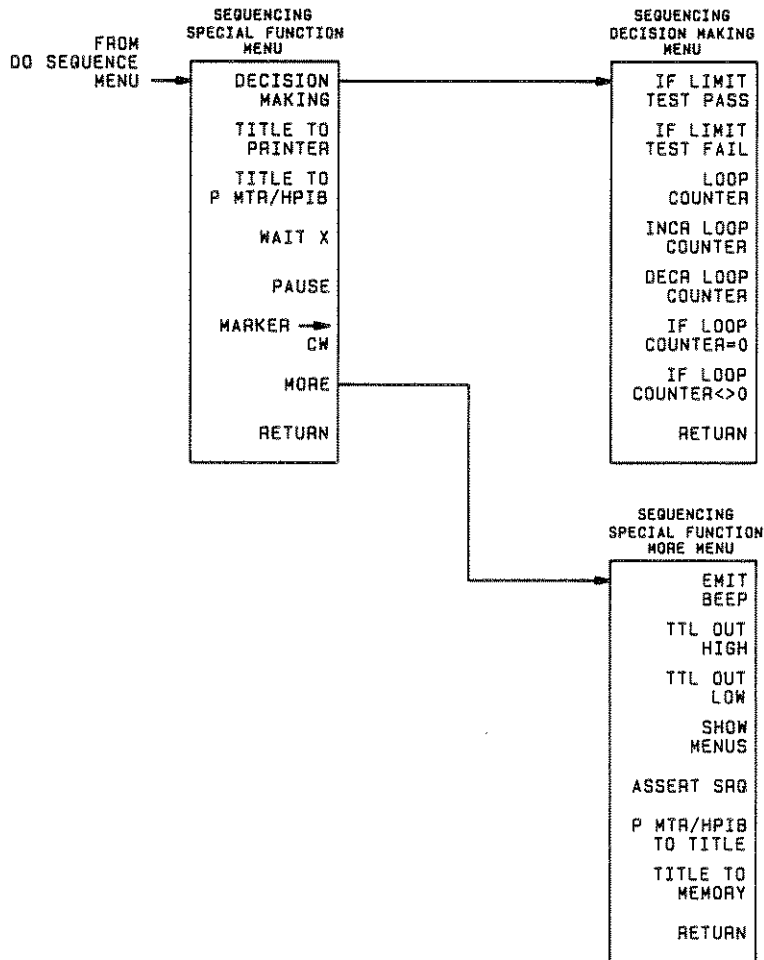 SEQUENCING
SPECIAL FUNCTION
MENU
FROM
DO SEQUENCE
MENU
DECISION
MAKING
TITLE TO
PRINTER
TITLE TO
P MTR/HPIB
WAIT X
PAUSE
MARKER →
CW
MORE
RETURN
SEQUENCING
DECISION MAKING
MENU
IF LIMIT
TEST PASS
IF LIMIT
TEST FAIL
LOOP
COUNTER
INCR LOOP
COUNTER
DECR LOOP
COUNTER
IF LOOP
COUNTER=0
IF LOOP
COUNTER<>0
RETURN
SEQUENCING
SPECIAL FUNCTION
MORE MENU
EMIT
BEEP
TTL OUT
HIGH
TTL OUT
LOW
SHOW
MENUS
ASSERT SRQ
P MTR/HPIB
TO TITLE
TITLE TO
MEMORY
RETURN